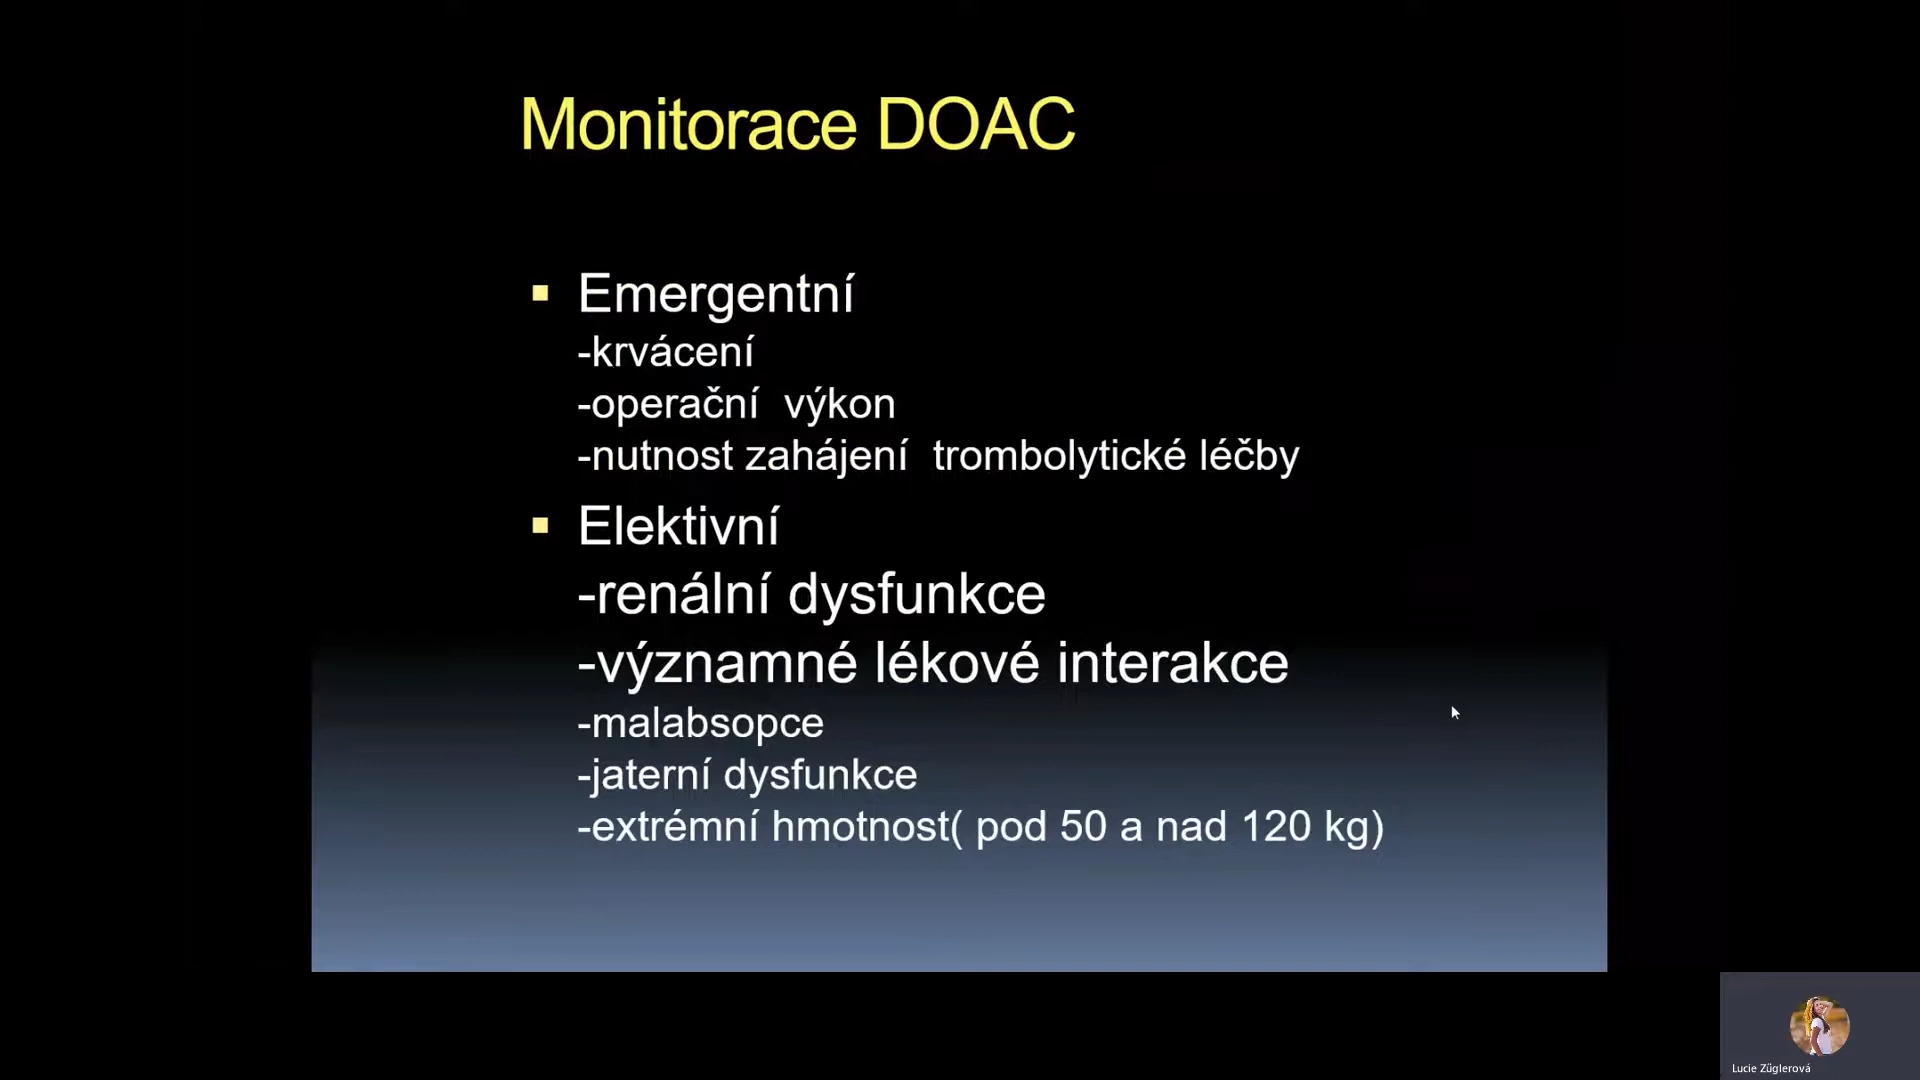 Monitorace DOAC
▪ Emergentní
-krvácení
-operační výkon
-nutnost zahájení trombolytické léčby
▪ Elektivní
-renální dysfunkce
-významné lékové interakce
-malabsopce
-jaterní dysfunkce
-extrémní hmotnost( pod 50 a nad 120 kg)
Lucie Zűglerová